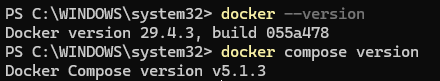 PS C:\WINDOWS\system32> docker --version
Docker version 29.4.3, build 055a478
PS C:\WINDOWS\system32> docker compose version
Docker Compose version v5.1.3